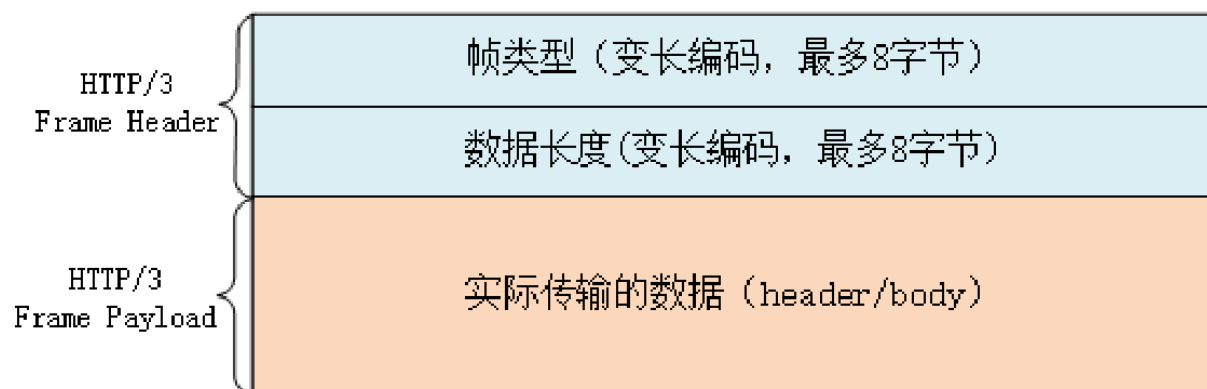 HTTP/3
Frame Header
帧类型（变长编码，最多8字节）
数据长度(变长编码，最多8字节)
HTTP/3
Frame Payload
实际传输的数据（header/body）